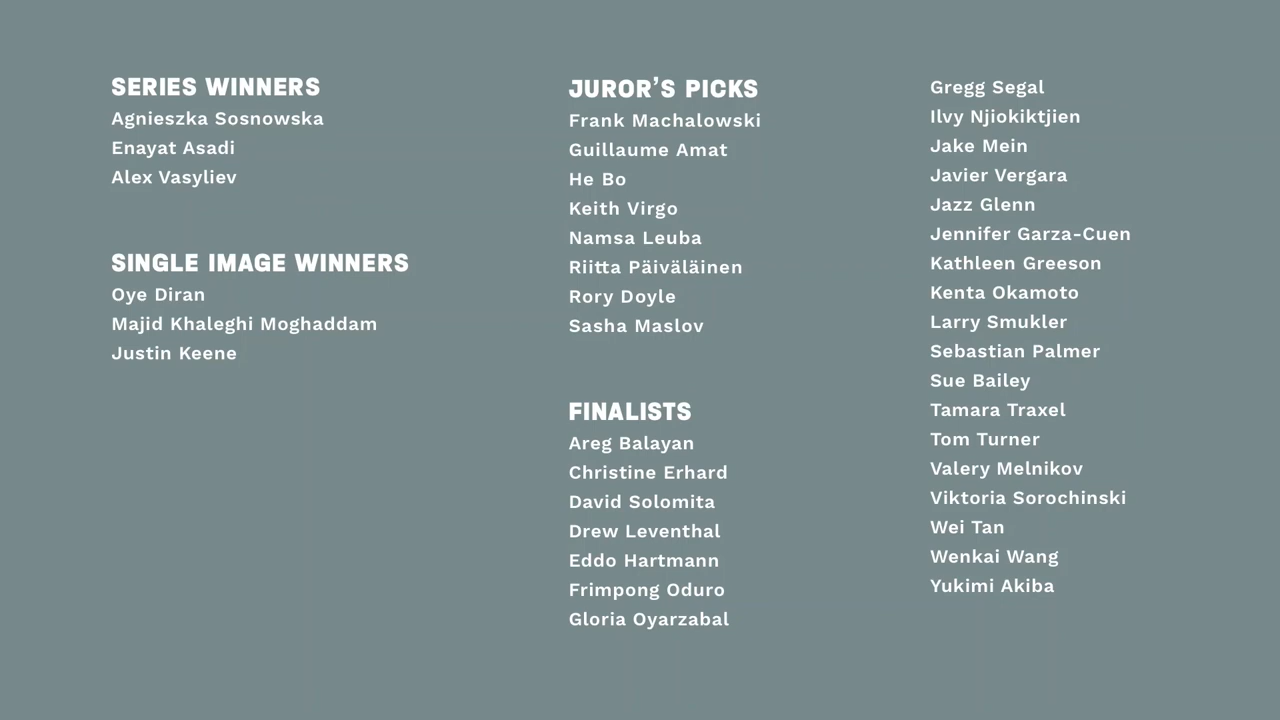 SERIES WINNERS
Agnieszka Sosnowska
Enayat Asadi
Alex Vasyliev
SINGLE IMAGE WINNERS
Oye Diran
Majid Khaleghi Moghaddam
Justin Keene
JUROR'S PICKS
Frank Machalowski
Guillaume Amat
He Bo
Keith Virgo
Namsa Leuba
Riitta Päiväläinen
Rory Doyle
Sasha Maslov
FINALISTS
Areg Balayan
Christine Erhard
David Solomita
Drew Leventhal
Eddo Hartmann
Frimpong Oduro
Gloria Oyarzabal
Gregg Segal
Ilvy Njiokiktjien
Jake Mein
Javier Vergara
Jazz Glenn
Jennifer Garza-Cuen
Kathleen Greeson
Kenta Okamoto
Larry Smukler
Sebastian Palmer
Sue Bailey
Tamara Traxel
Tom Turner
Valery Melnikov
Viktoria Sorochinski
Wei Tan
Wenkai Wang
Yukimi Akiba